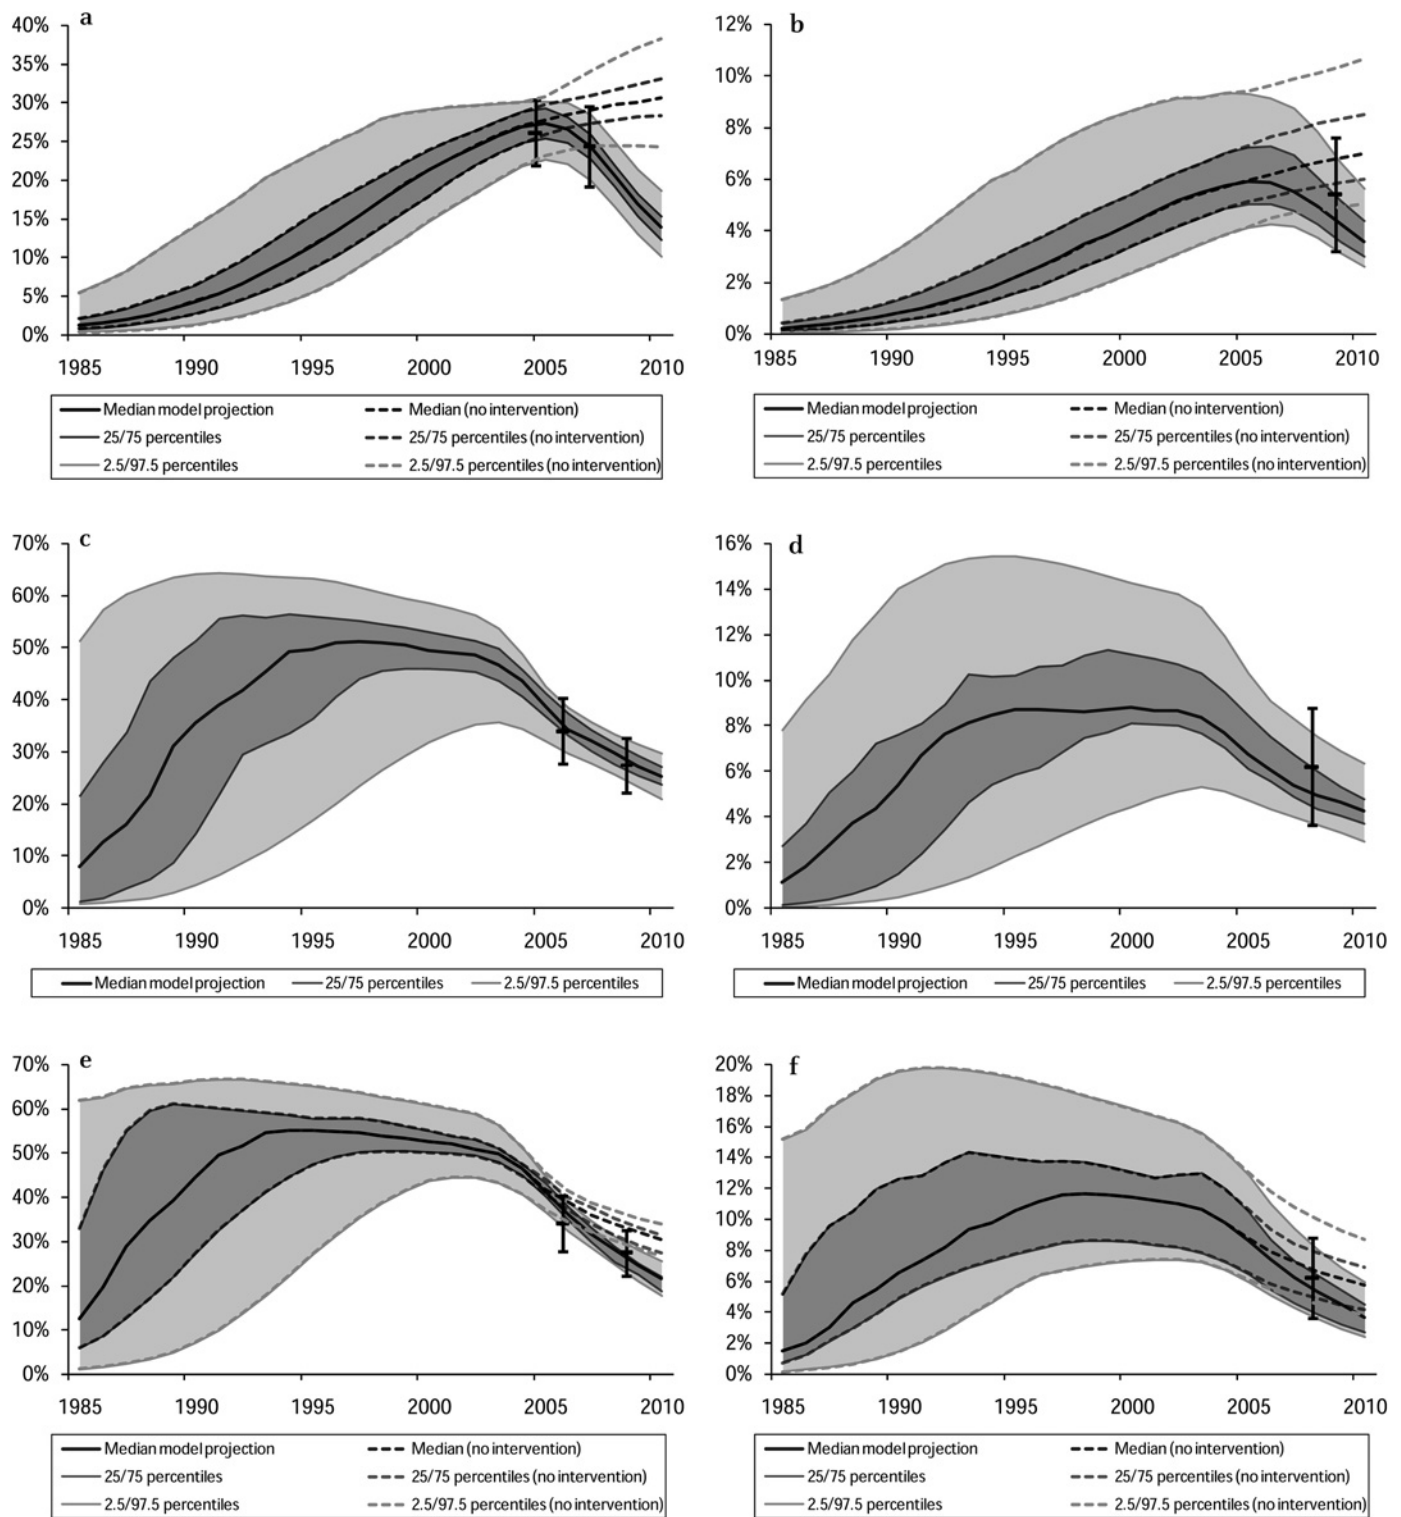 a
40%
35%
30%
25%
20%
15%
10%
5%
0%
1985 1990 1995 2000 2005 2010
Median model projection Median (no intervention)
25/75 percentiles 25/75 percentiles (no intervention)
2.5/97.5 percentiles 2.5/97.5 percentiles (no intervention)
b
12%
10%
8%
6%
4%
2%
0%
1985 1990 1995 2000 2005 2010
Median model projection Median (no intervention)
25/75 percentiles 25/75 percentiles (no intervention)
2.5/97.5 percentiles 2.5/97.5 percentiles (no intervention)
c
70%
60%
50%
40%
30%
20%
10%
0%
1985 1990 1995 2000 2005 2010
Median model projection 25/75 percentiles 2.5/97.5 percentiles
d
16%
14%
12%
10%
8%
6%
4%
2%
0%
1985 1990 1995 2000 2005 2010
Median model projection 25/75 percentiles 2.5/97.5 percentiles
e
70%
60%
50%
40%
30%
20%
10%
0%
1985 1990 1995 2000 2005 2010
Median model projection Median (no intervention)
25/75 percentiles 25/75 percentiles (no intervention)
2.5/97.5 percentiles 2.5/97.5 percentiles (no intervention)
f
20%
18%
16%
14%
12%
10%
8%
6%
4%
2%
0%
1985 1990 1995 2000 2005 2010
Median model projection Median (no intervention)
25/75 percentiles 25/75 percentiles (no intervention)
2.5/97.5 percentiles 2.5/97.5 percentiles (no intervention)